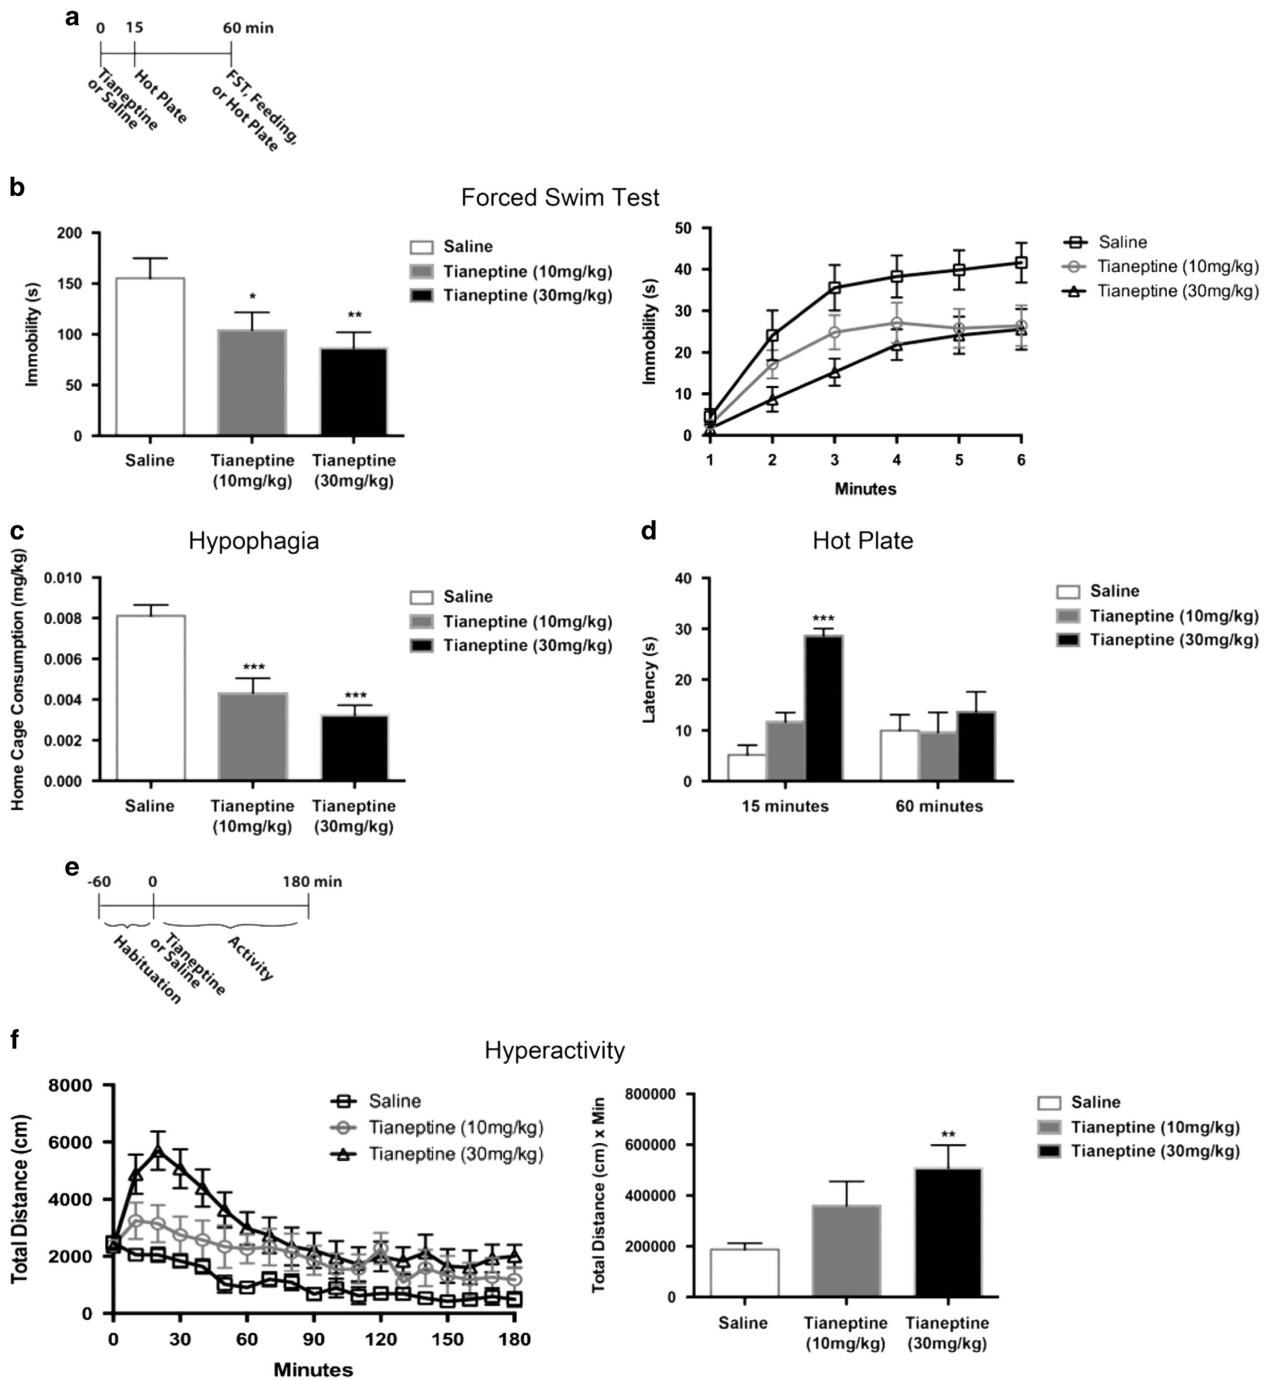 a
0 15 60 min
Tianeptine
or Saline
Hot Plate
FST, Feeding,
or Hot Plate
b
Forced Swim Test
200
150
100
50
0
Immobility (s)
*
**
Saline
Tianeptine
(10mg/kg)
Tianeptine
(30mg/kg)
Saline
Tianeptine (10mg/kg)
Tianeptine (30mg/kg)
50
40
30
20
10
0
Immobility (s)
1 2 3 4 5 6
Minutes
Saline
Tianeptine (10mg/kg)
Tianeptine (30mg/kg)
c
Hypophagia
0.010
0.008
0.006
0.004
0.002
0.000
Home Cage Consumption (mg/kg)
***
***
Saline
Tianeptine
(10mg/kg)
Tianeptine
(30mg/kg)
Saline
Tianeptine (10mg/kg)
Tianeptine (30mg/kg)
d
Hot Plate
40
30
20
10
0
Latency (s)
***
15 minutes 60 minutes
Saline
Tianeptine (10mg/kg)
Tianeptine (30mg/kg)
e
-60 0 180 min
Habituation
Tianeptine
or Saline
Activity
f
Hyperactivity
8000
6000
4000
2000
0
Total Distance (cm)
0 30 60 90 120 150 180
Minutes
Saline
Tianeptine (10mg/kg)
Tianeptine (30mg/kg)
800000
600000
400000
200000
0
Total Distance (cm) x Min
**
Saline
Tianeptine
(10mg/kg)
Tianeptine
(30mg/kg)
Saline
Tianeptine (10mg/kg)
Tianeptine (30mg/kg)